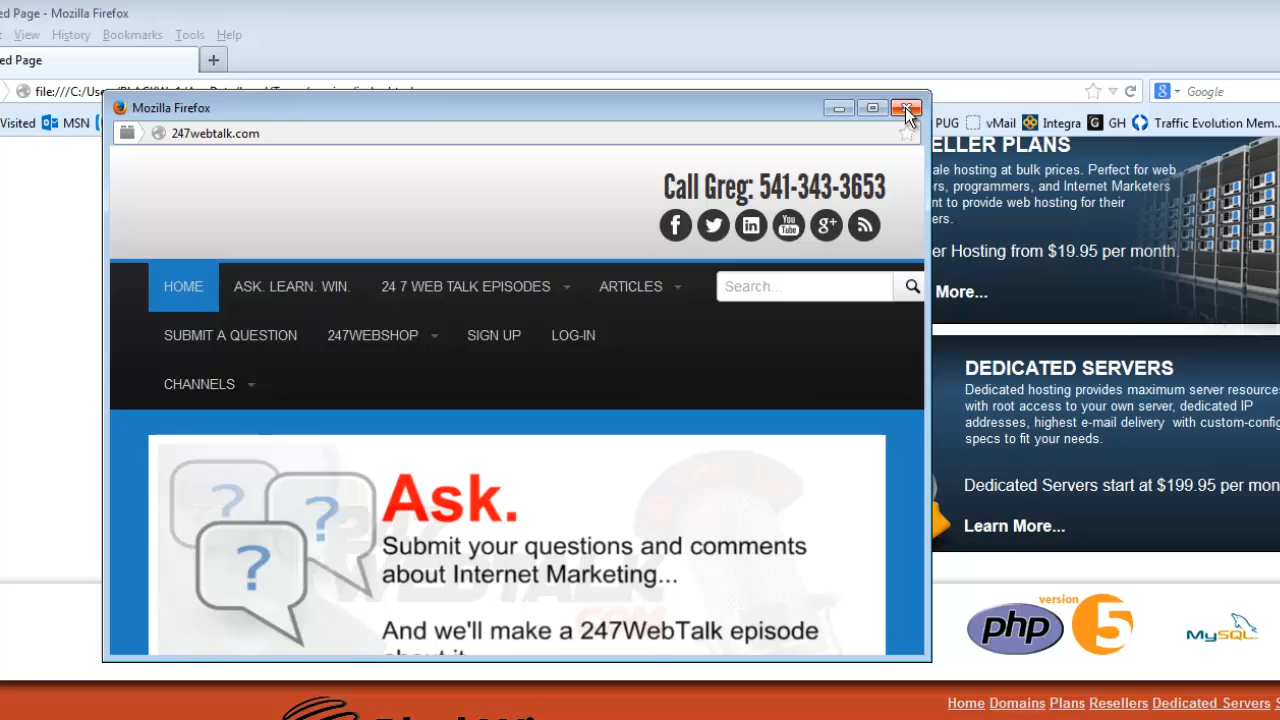 ed Page - Mozilla Firefox
View History Bookmarks Tools Help
ed Page
Google
Visited MSN
PUG vMail Integra GH Traffic Evolution Mem...
Mozilla Firefox
247webtalk.com
Call Greg: 541-343-3653
You Tube
HOME ASK. LEARN. WIN. 24 7 WEB TALK EPISODES ARTICLES Search...
SUBMIT A QUESTION 247WEBSHOP SIGN UP LOG-IN
CHANNELS
Ask.
Submit your questions and comments
about Internet Marketing...
And we'll make a 247WebTalk episode
about it
ELLER PLANS
ale hosting at bulk prices. Perfect for web
rs, programmers, and Internet Marketers
nt to provide web hosting for their
ers.
er Hosting from $19.95 per month.
More...
DEDICATED SERVERS
Dedicated hosting provides maximum server resources
with root access to your own server, dedicated IP
addresses, highest e-mail delivery with custom-config
specs to fit your needs.
Dedicated Servers start at $199.95 per mon
Learn More...
php version 5 MySQL
Home Domains Plans Resellers Dedicated Servers S